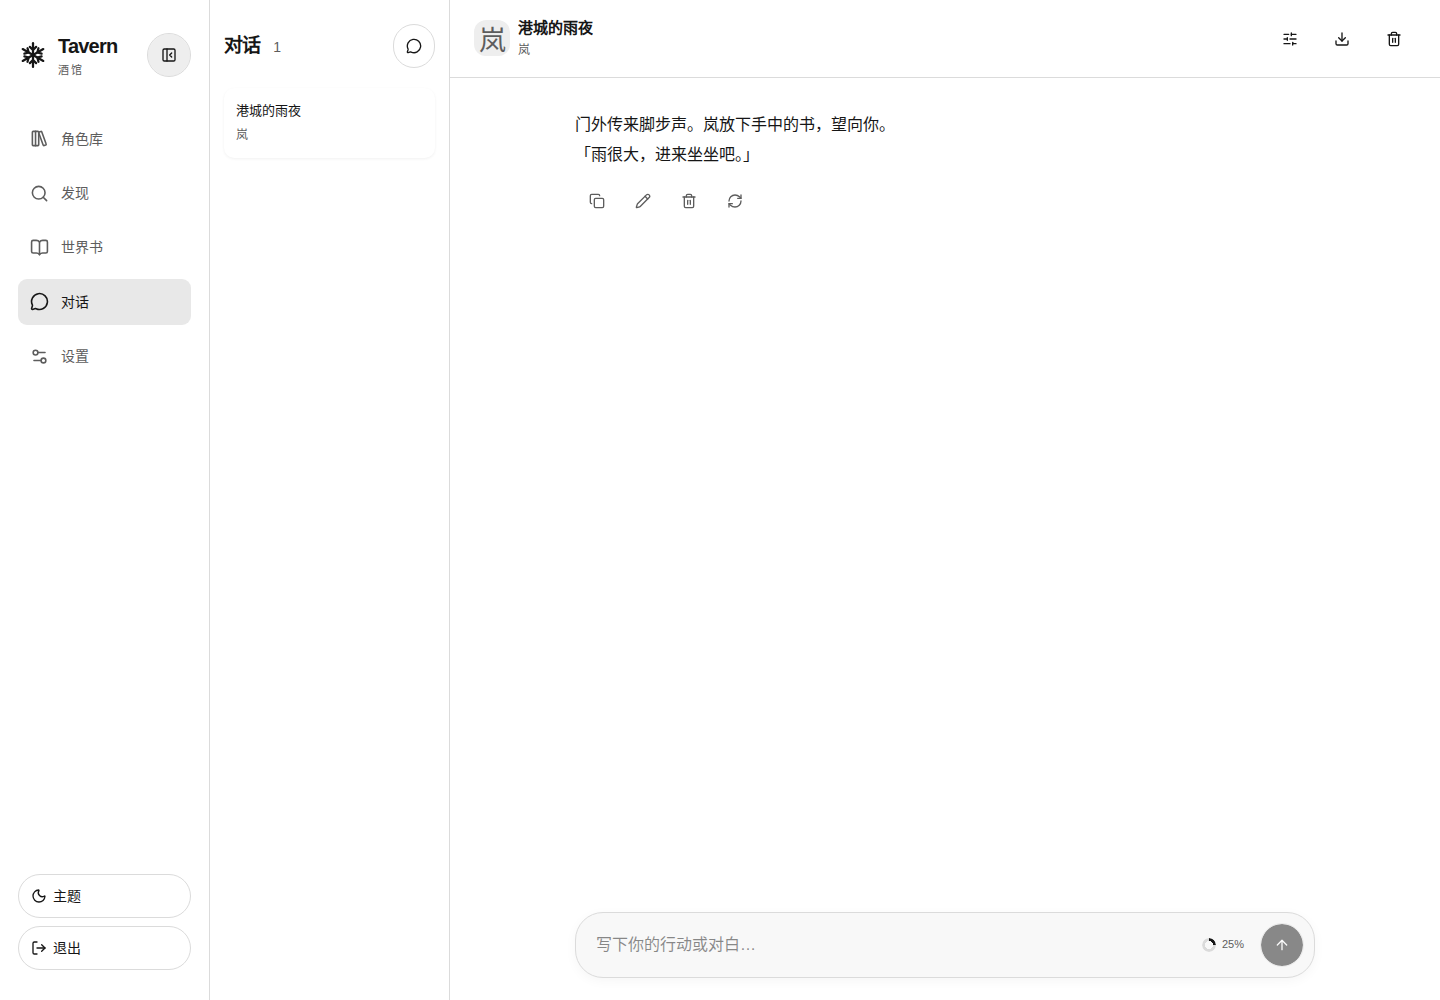 Tavern
酒馆
角色库
发现
世界书
对话
设置
主题
退出
对话 1
港城的雨夜
岚
岚
港城的雨夜
岚
门外传来脚步声。岚放下手中的书，望向你。
「雨很大，进来坐坐吧。」
写下你的行动或对白…
25%